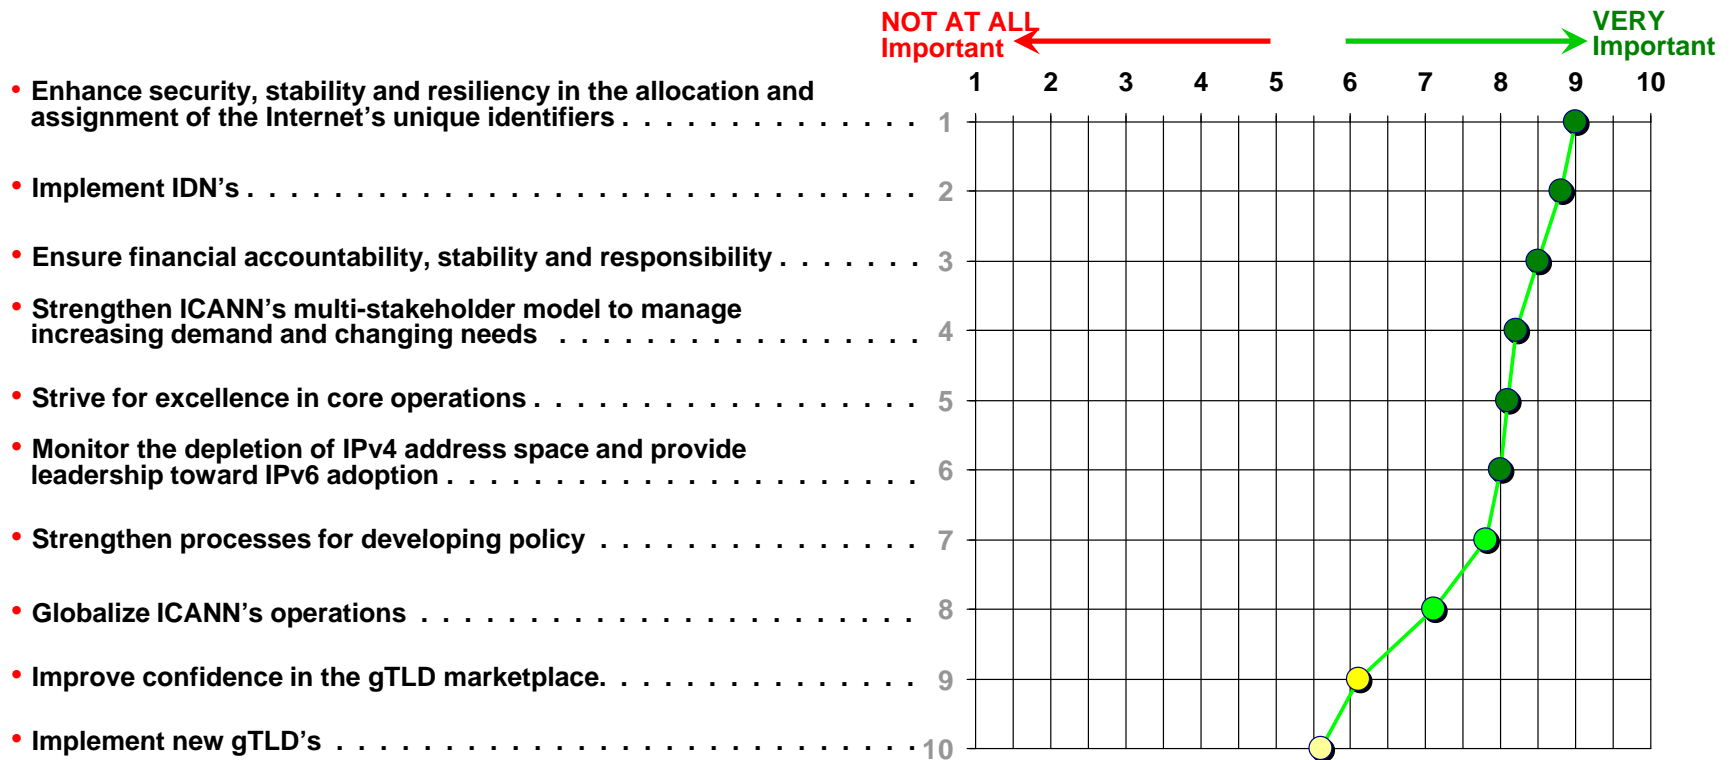 NOT AT ALL
Important
VERY
Important
1 2 3 4 5 6 7 8 9 10
• Enhance security, stability and resiliency in the allocation and
assignment of the Internet’s unique identifiers . . . . . . . . . . . . . . 1
• Implement IDN’s . . . . . . . . . . . . . . . . . . . . . . . . . . . . . . . 2
• Ensure financial accountability, stability and responsibility . . . . . . . 3
• Strengthen ICANN’s multi-stakeholder model to manage
increasing demand and changing needs . . . . . . . . . . . . . . . . . 4
• Strive for excellence in core operations . . . . . . . . . . . . . . . . . . 5
• Monitor the depletion of IPv4 address space and provide
leadership toward IPv6 adoption . . . . . . . . . . . . . . . . . . . . . . 6
• Strengthen processes for developing policy . . . . . . . . . . . . . . . 7
• Globalize ICANN’s operations . . . . . . . . . . . . . . . . . . . . . . . 8
• Improve confidence in the gTLD marketplace. . . . . . . . . . . . . . . 9
• Implement new gTLD’s . . . . . . . . . . . . . . . . . . . . . . . . . . . 10